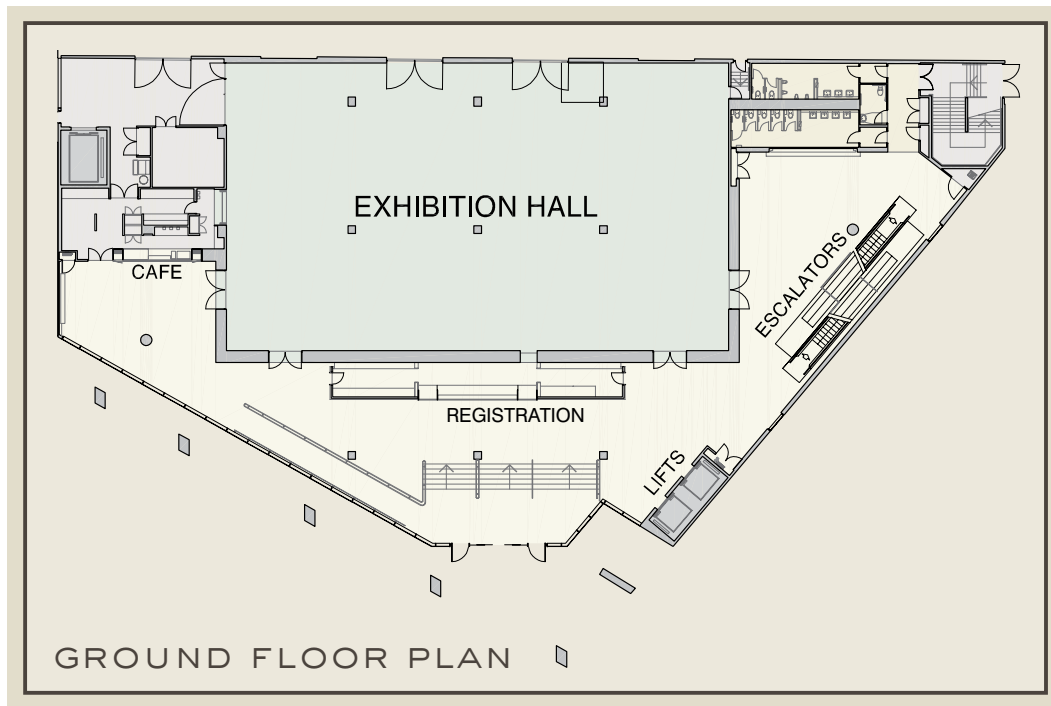 EXHIBITION HALL
CAFE
ESCALATORS
REGISTRATION
LIFTS
GROUND FLOOR PLAN